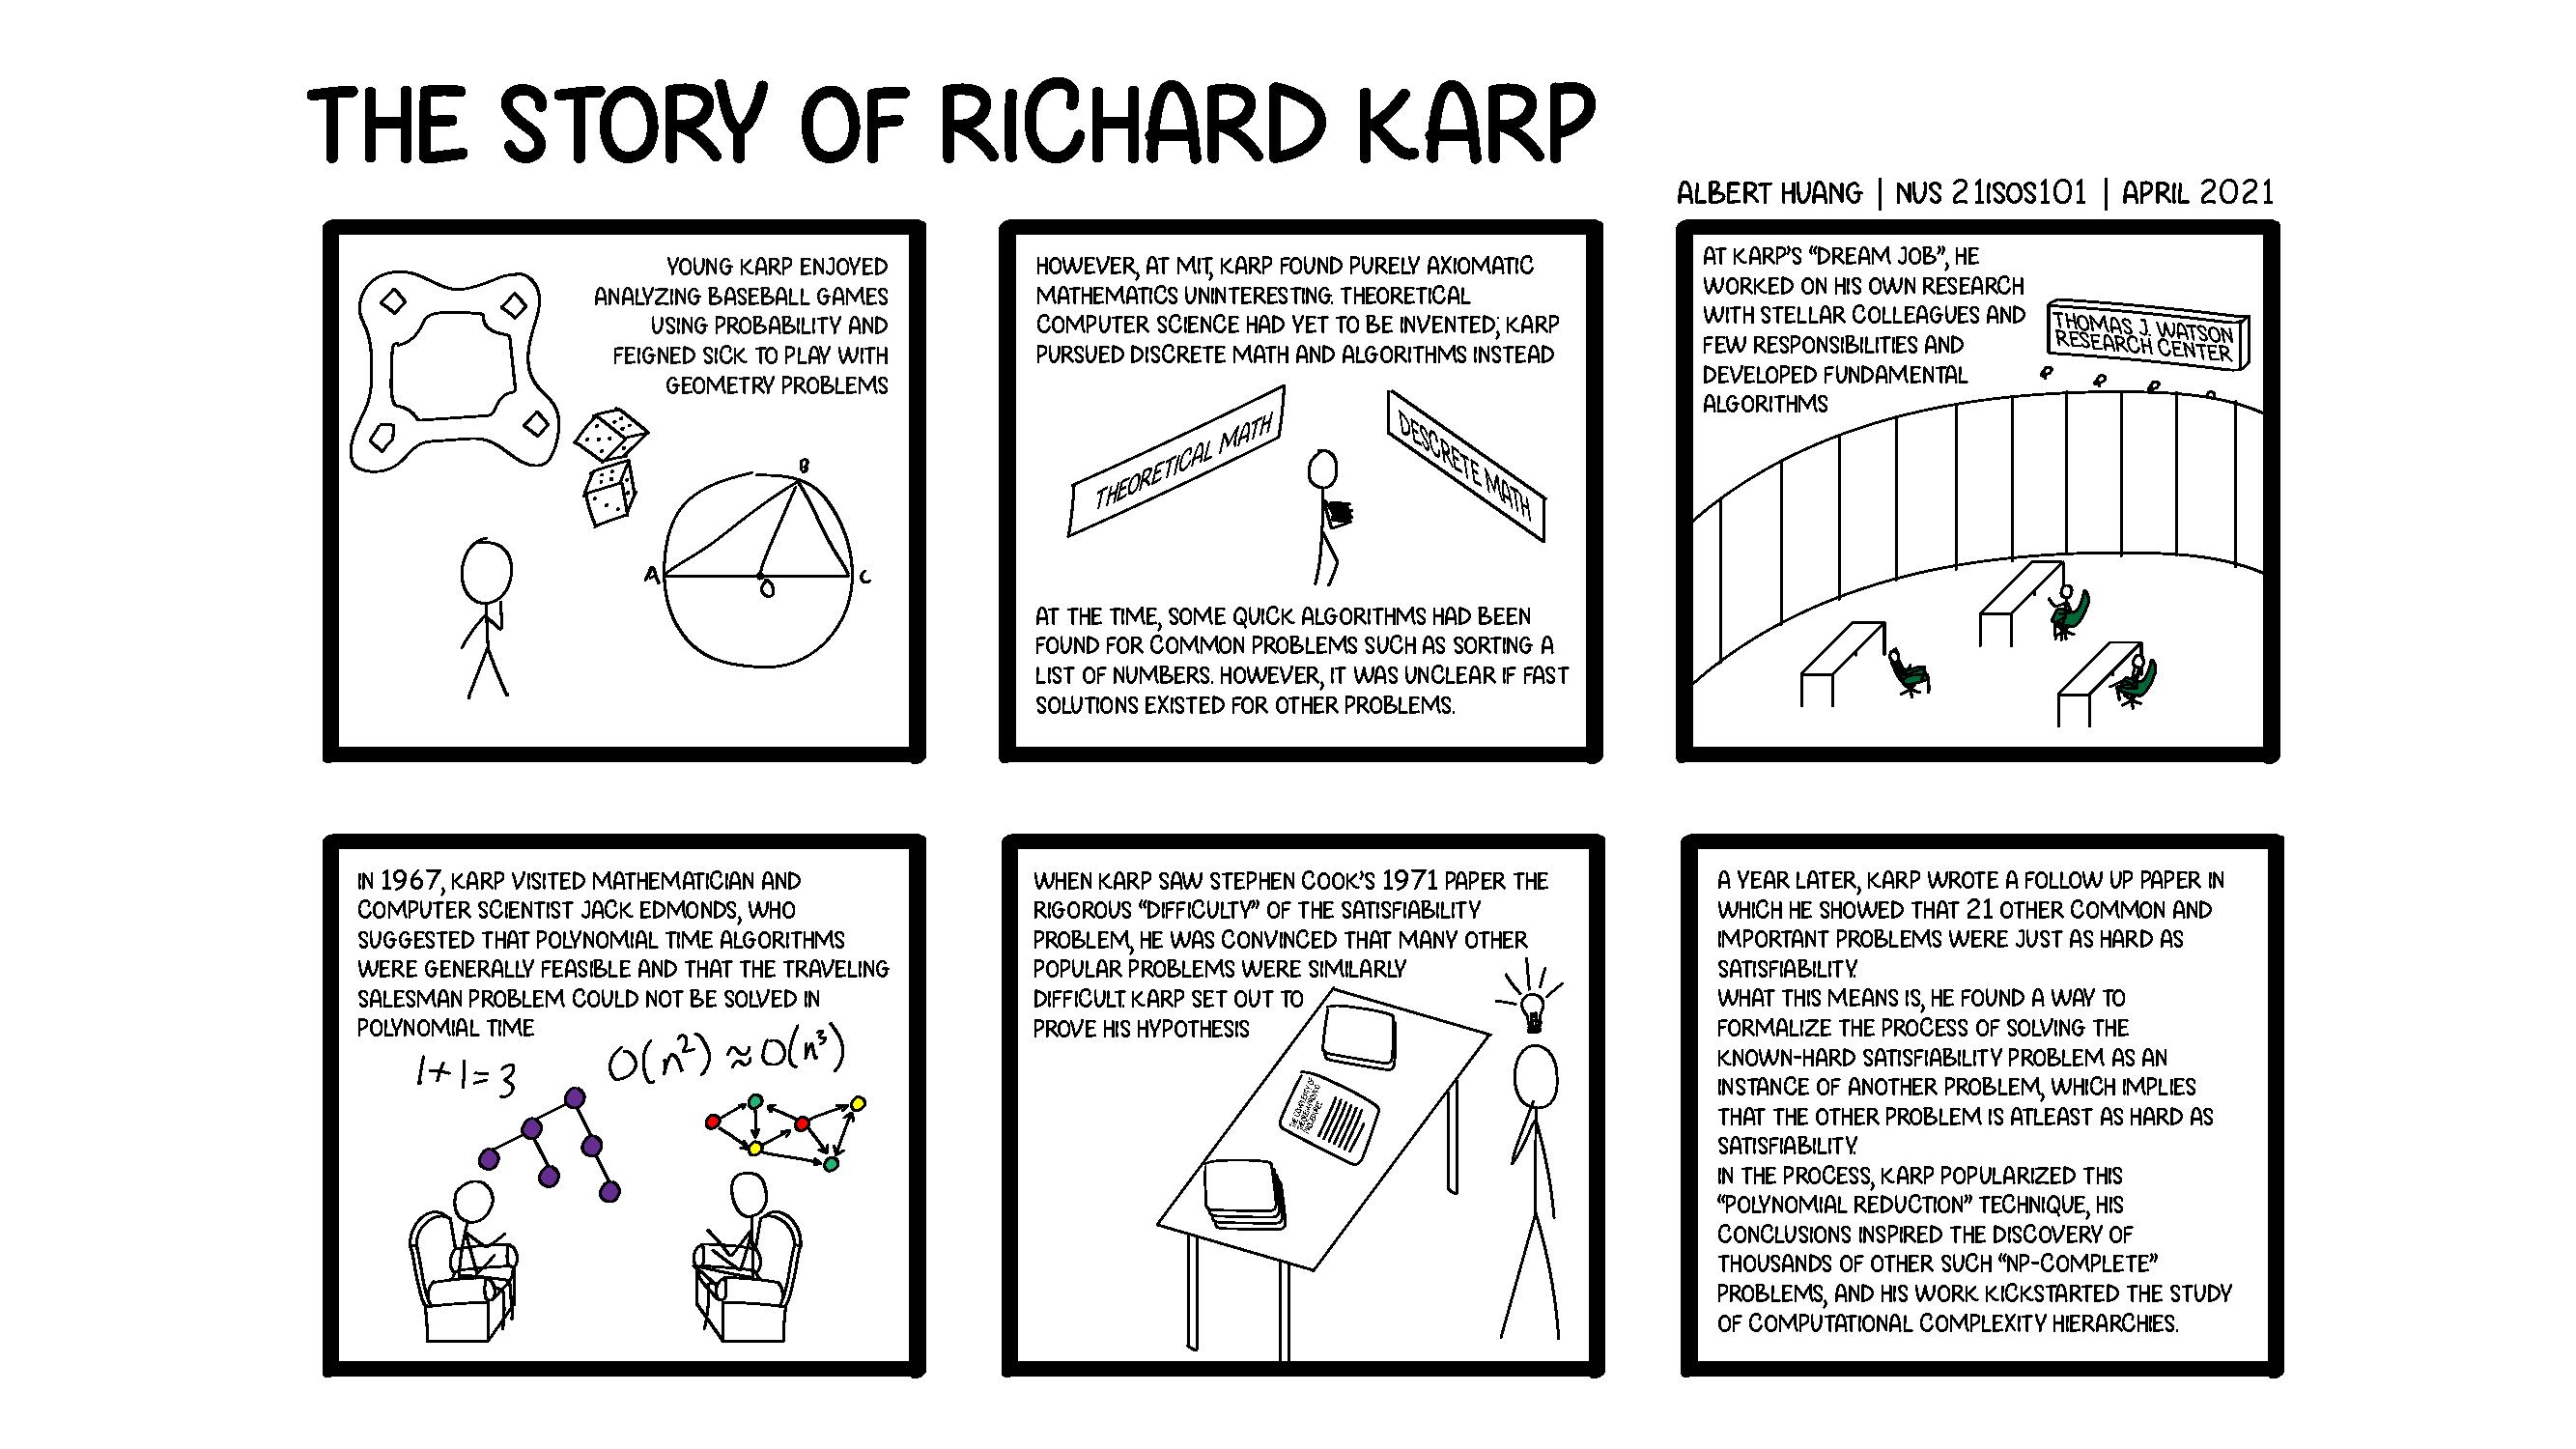 THE STORY OF RICHARD KARP
ALBERT HUANG | NUS 21ISOS101 | APRIL 2021
YOUNG KARP ENJOYED
ANALYZING BASEBALL GAMES
USING PROBABILITY AND
FEIGNED SICK TO PLAY WITH
GEOMETRY PROBLEMS
B
A
O
C
HOWEVER, AT MIT, KARP FOUND PURELY AXIOMATIC
MATHEMATICS UNINTERESTING. THEORETICAL
COMPUTER SCIENCE HAD YET TO BE INVENTED; KARP
PURSUED DISCRETE MATH AND ALGORITHMS INSTEAD
THEORETICAL MATH
DESCRETE MATH
AT THE TIME, SOME QUICK ALGORITHMS HAD BEEN
FOUND FOR COMMON PROBLEMS SUCH AS SORTING A
LIST OF NUMBERS. HOWEVER, IT WAS UNCLEAR IF FAST
SOLUTIONS EXISTED FOR OTHER PROBLEMS.
AT KARP'S “DREAM JOB”, HE
WORKED ON HIS OWN RESEARCH
WITH STELLAR COLLEAGUES AND
FEW RESPONSIBILITIES AND
DEVELOPED FUNDAMENTAL
ALGORITHMS
THOMAS J. WATSON
RESEARCH CENTER
IN 1967, KARP VISITED MATHEMATICIAN AND
COMPUTER SCIENTIST JACK EDMONDS, WHO
SUGGESTED THAT POLYNOMIAL TIME ALGORITHMS
WERE GENERALLY FEASIBLE AND THAT THE TRAVELING
SALESMAN PROBLEM COULD NOT BE SOLVED IN
POLYNOMIAL TIME
1+1=3
O(n²) ≈ O(n³)
WHEN KARP SAW STEPHEN COOK'S 1971 PAPER THE
RIGOROUS “DIFFICULTY” OF THE SATISFIABILITY
PROBLEM, HE WAS CONVINCED THAT MANY OTHER
POPULAR PROBLEMS WERE SIMILARLY
DIFFICULT. KARP SET OUT TO
PROVE HIS HYPOTHESIS
THE COMPLEXITY OF
THEOREM PROVING
PROCEDURES
A YEAR LATER, KARP WROTE A FOLLOW UP PAPER IN
WHICH HE SHOWED THAT 21 OTHER COMMON AND
IMPORTANT PROBLEMS WERE JUST AS HARD AS
SATISFIABILITY.
WHAT THIS MEANS IS, HE FOUND A WAY TO
FORMALIZE THE PROCESS OF SOLVING THE
KNOWN-HARD SATISFIABILITY PROBLEM AS AN
INSTANCE OF ANOTHER PROBLEM, WHICH IMPLIES
THAT THE OTHER PROBLEM IS ATLEAST AS HARD AS
SATISFIABILITY.
IN THE PROCESS, KARP POPULARIZED THIS
“POLYNOMIAL REDUCTION” TECHNIQUE, HIS
CONCLUSIONS INSPIRED THE DISCOVERY OF
THOUSANDS OF OTHER SUCH “NP-COMPLETE”
PROBLEMS, AND HIS WORK KICKSTARTED THE STUDY
OF COMPUTATIONAL COMPLEXITY HIERARCHIES.